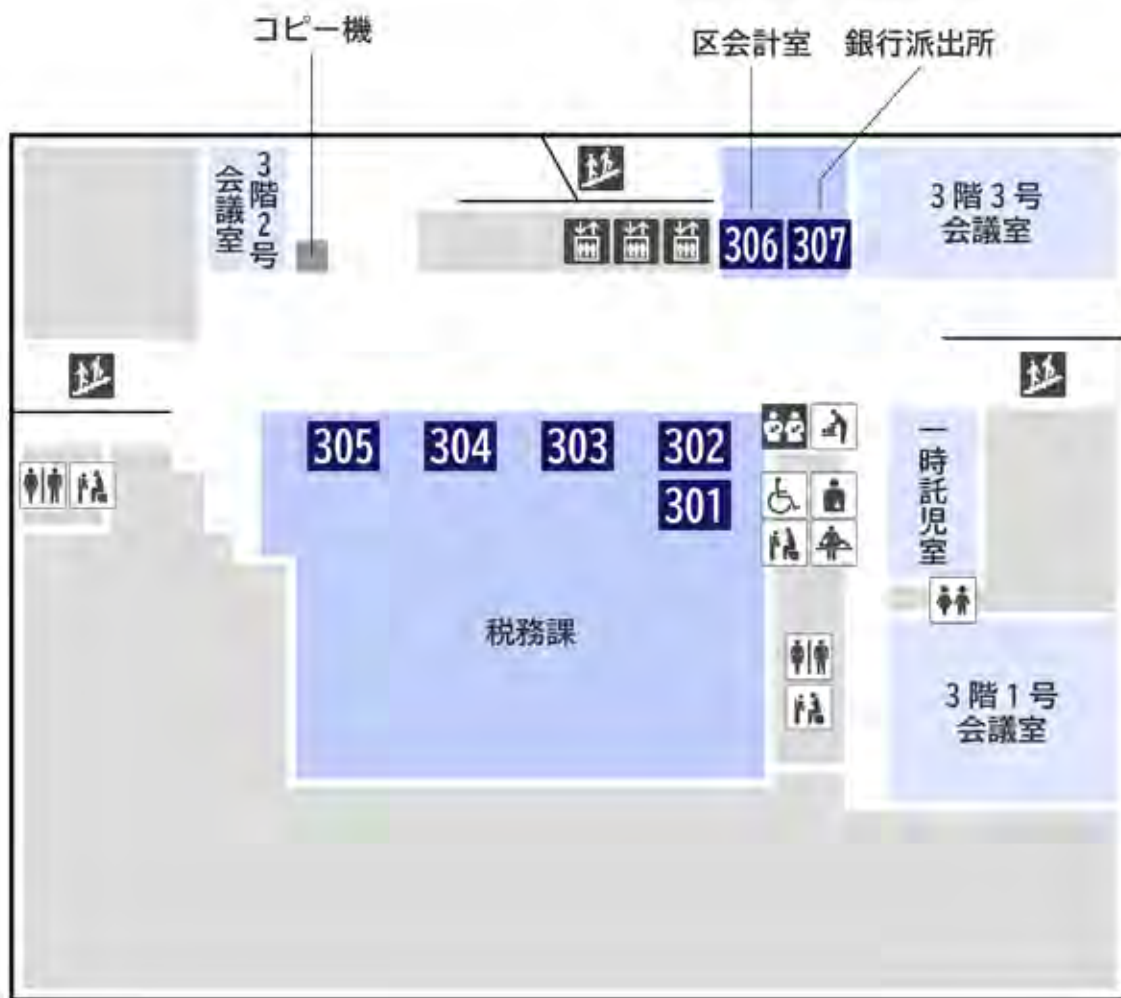 コピー機
区会計室
銀行派出所
3階2号
会議室
306
307
3階3号
会議室
305
304
303
302
301
一時託児室
税務課
3階1号
会議室